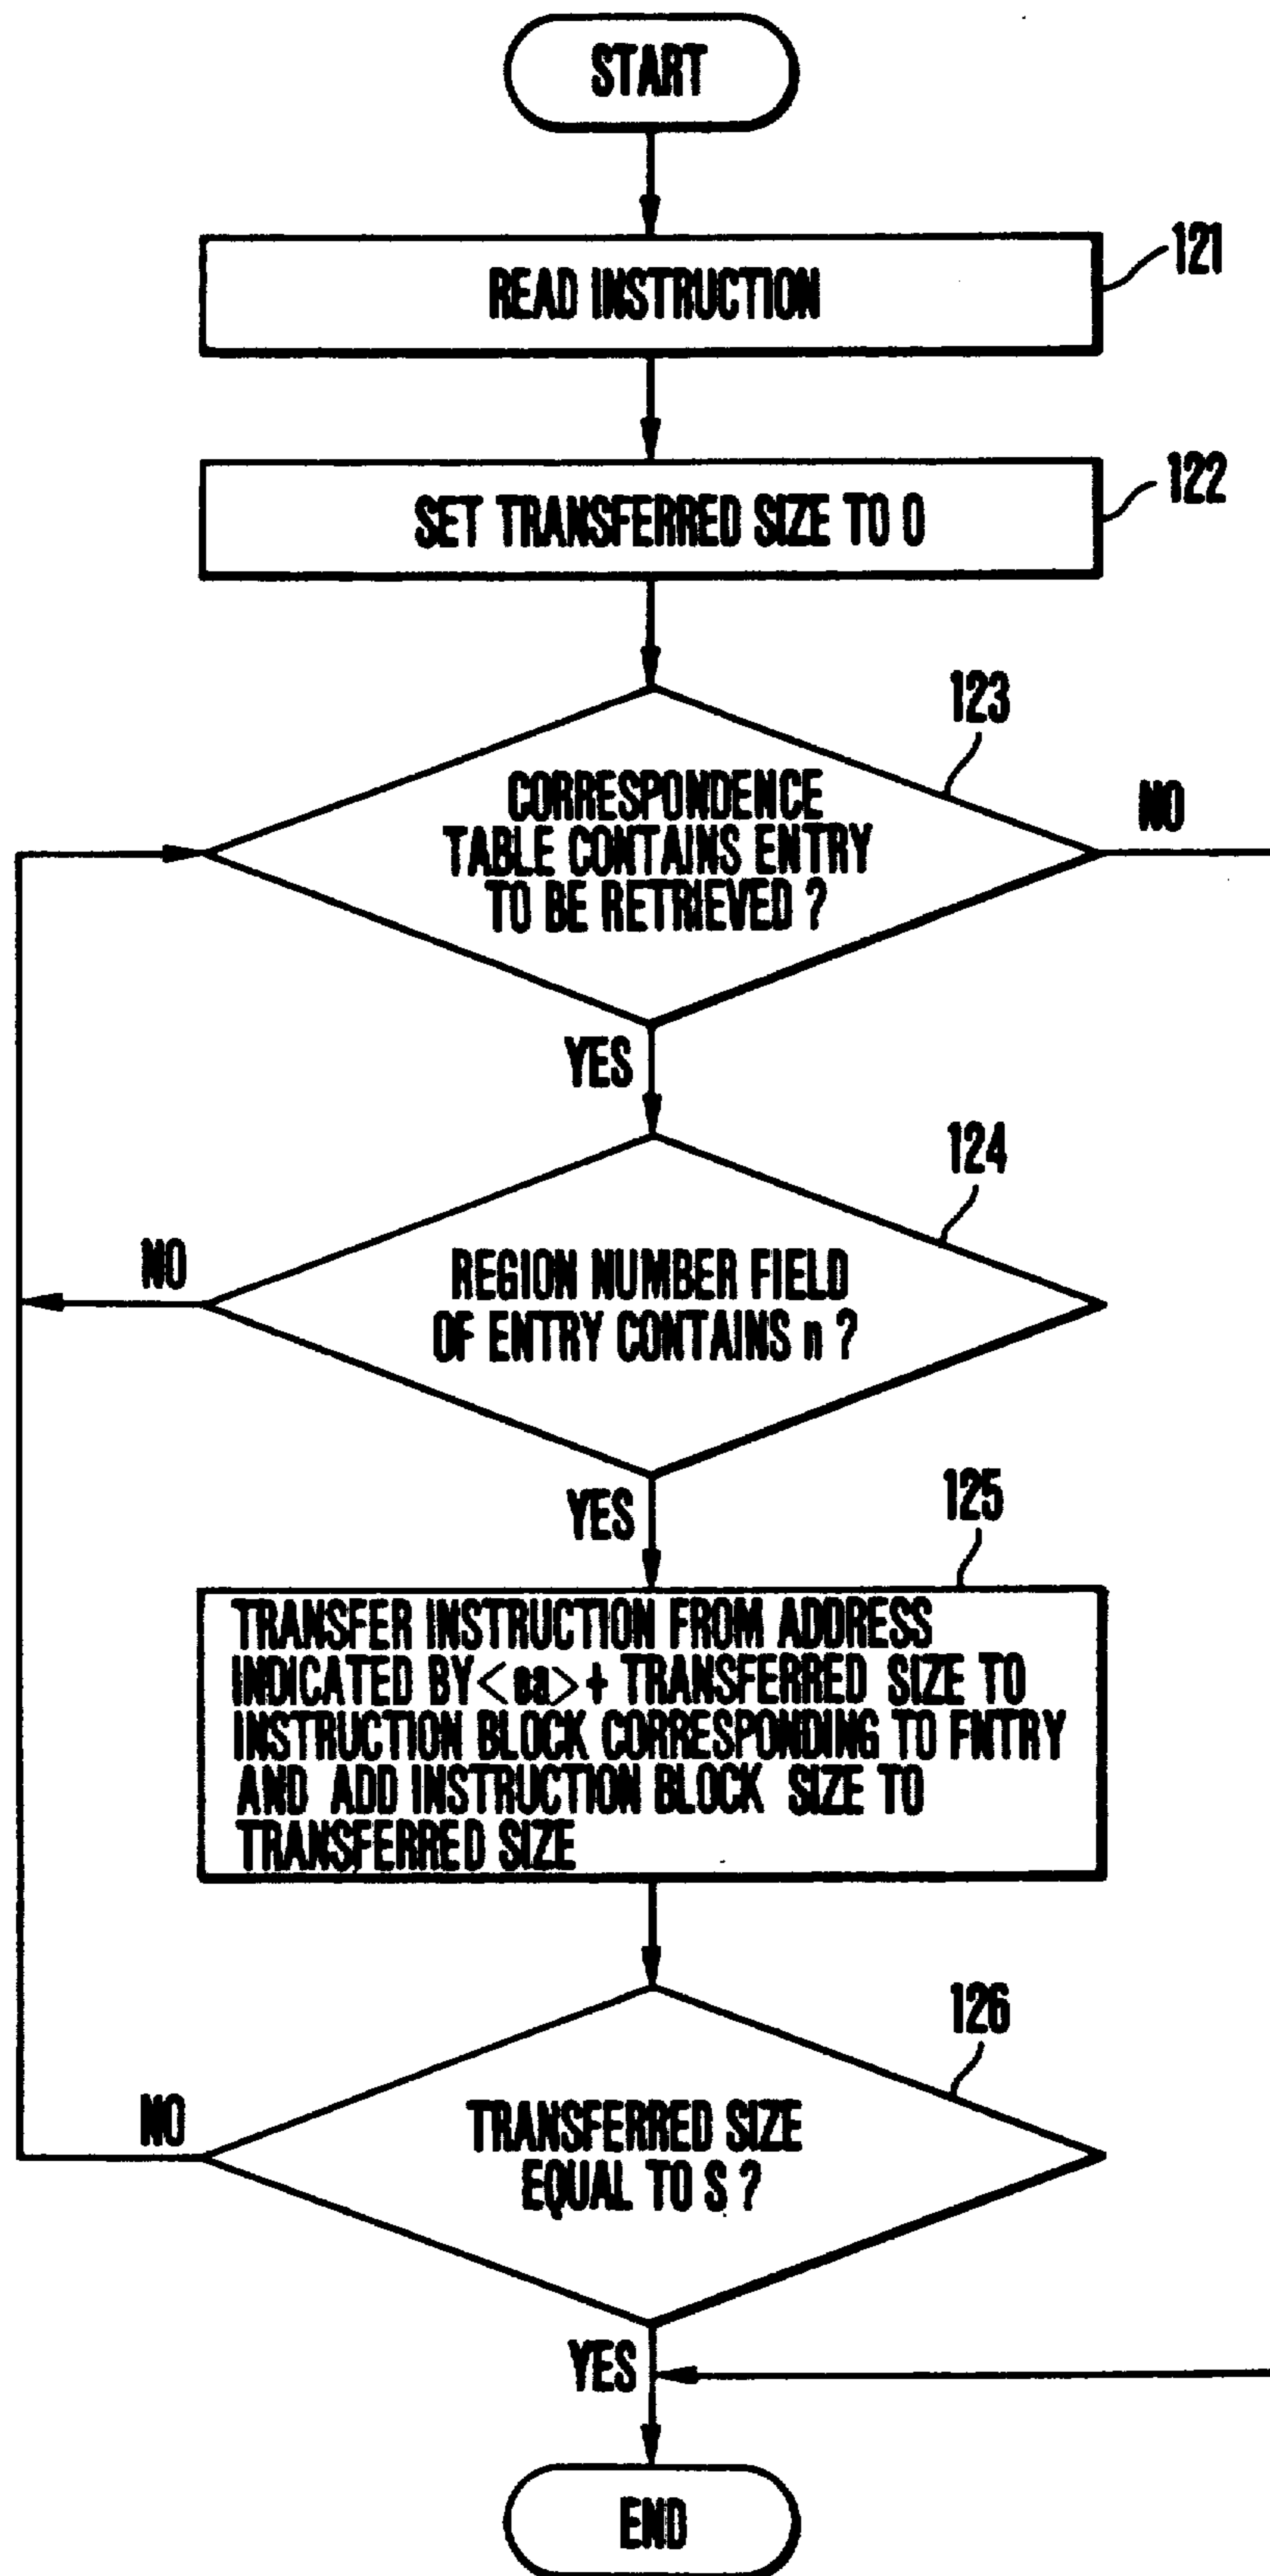 START
READ INSTRUCTION
121
SET TRANSFERRED SIZE TO 0
122
123
CORRESPONDENCE
TABLE CONTAINS ENTRY
TO BE RETRIEVED ?
NO
YES
124
REGION NUMBER FIELD
OF ENTRY CONTAINS n ?
NO
YES
125
TRANSFER INSTRUCTION FROM ADDRESS
INDICATED BY <sa> + TRANSFERRED SIZE TO
INSTRUCTION BLOCK CORRESPONDING TO ENTRY
AND ADD INSTRUCTION BLOCK SIZE TO
TRANSFERRED SIZE
126
TRANSFERRED SIZE
EQUAL TO S ?
NO
YES
END